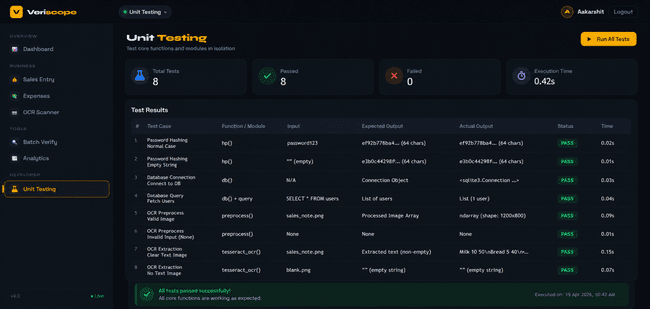 V Veriscope
Unit Testing
A Aakarshit Logout
OVERVIEW
Dashboard
BUSINESS
Sales Entry
Expenses
OCR Scanner
TOOLS
Batch Verify
Analytics
Unit Testing
v4.0 Live
Unit Testing
Test core functions and modules in isolation
Run All Tests
Total Tests
8
Passed
8
Failed
0
Execution Time
0.42s
Test Results
# Test Case Function / Module Input Expected Output Actual Output Status Time
1 Password Hashing Normal Case hp() password123 ef92b778ba4... (64 chars) ef92b778ba4... (64 chars) PASS 0.02s
2 Password Hashing Empty String hp() "" (empty) e3b0c44298f... (64 chars) e3b0c44298f... (64 chars) PASS 0.01s
3 Database Connection Connect to DB db() N/A Connection Object <sqlite3.Connection ...> PASS 0.03s
4 Database Query Fetch Users db() + query SELECT * FROM users List of users List (1 user) PASS 0.04s
5 OCR Preprocess Valid Image preprocess() sales_note.png Processed Image Array ndarray (shape: 1200x800) PASS 0.09s
6 OCR Preprocess Invalid Input (None) preprocess() None None None PASS 0.01s
7 OCR Extraction Clear Text Image tesseract_ocr() sales_note.png Extracted text (non-empty) Milk 10 50\nBread 5 40\n... PASS 0.15s
8 OCR Extraction No Text Image tesseract_ocr() blank.png "" (empty string) "" (empty string) PASS 0.07s
All tests passed successfully!
All core functions are working as expected.
Executed on: 19 Apr 2026, 10:42 AM